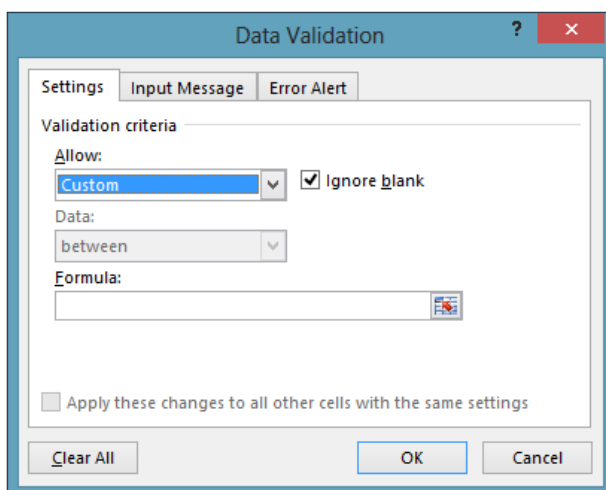 Data Validation ?
Settings Input Message Error Alert
Validation criteria
Allow:
Custom Ignore blank
Data:
between
Formula:
Apply these changes to all other cells with the same settings
Clear All OK Cancel